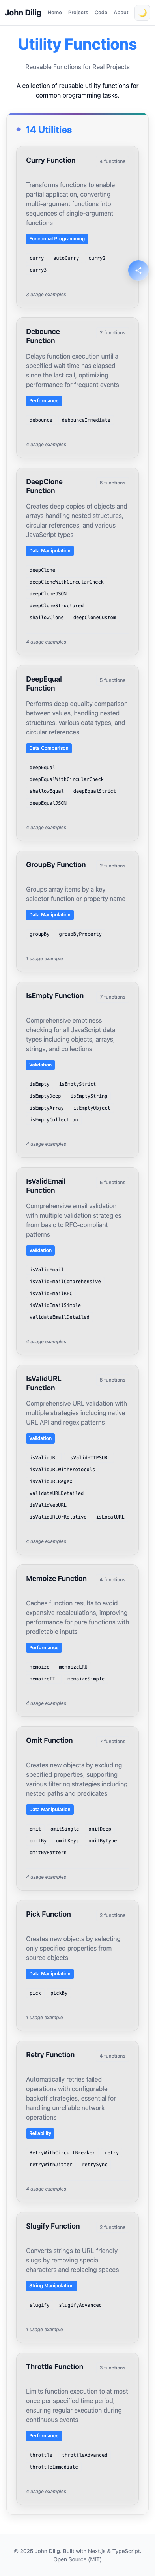 John Dilig Home Projects Code About
Utility Functions
Reusable Functions for Real Projects
A collection of reusable utility functions for
common programming tasks.
14 Utilities
Curry Function 4 functions
Transforms functions to enable
partial application, converting
multi-argument functions into
sequences of single-argument
functions
Functional Programming
curry autoCurry curry2
curry3
3 usage examples
Debounce 2 functions
Function
Delays function execution until a
specified wait time has elapsed
since the last call, optimizing
performance for frequent events
Performance
debounce debounceImmediate
4 usage examples
DeepClone 6 functions
Function
Creates deep copies of objects and
arrays handling nested structures,
circular references, and various
JavaScript types
Data Manipulation
deepClone
deepCloneWithCircularCheck
deepCloneJSON
deepCloneStructured
shallowClone deepCloneCustom
4 usage examples
DeepEqual 5 functions
Function
Performs deep equality comparison
between values, handling nested
structures, various data types, and
circular references
Data Comparison
deepEqual
deepEqualWithCircularCheck
shallowEqual deepEqualStrict
deepEqualJSON
4 usage examples
GroupBy Function 2 functions
Groups array items by a key
selector function or property name
Data Manipulation
groupBy groupByProperty
1 usage example
IsEmpty Function 7 functions
Comprehensive emptiness
checking for all JavaScript data
types including objects, arrays,
strings, and collections
Validation
isEmpty isEmptyStrict
isEmptyDeep isEmptyString
isEmptyArray isEmptyObject
isEmptyCollection
4 usage examples
IsValidEmail 5 functions
Function
Comprehensive email validation
with multiple validation strategies
from basic to RFC-compliant
patterns
Validation
isValidEmail
isValidEmailComprehensive
isValidEmailRFC
isValidEmailSimple
validateEmailDetailed
4 usage examples
IsValidURL 8 functions
Function
Comprehensive URL validation with
multiple strategies including native
URL API and regex patterns
Validation
isValidURL isValidHTTPSURL
isValidURLWithProtocols
isValidURLRegex
validateURLDetailed
isValidWebURL
isValidURLOrRelative isLocalURL
4 usage examples
Memoize Function 4 functions
Caches function results to avoid
expensive recalculations, improving
performance for pure functions with
predictable inputs
Performance
memoize memoizeLRU
memoizeTTL memoizeSimple
4 usage examples
Omit Function 7 functions
Creates new objects by excluding
specified properties, supporting
various filtering strategies including
nested paths and predicates
Data Manipulation
omit omitSingle omitDeep
omitBy omitKeys omitByType
omitByPattern
4 usage examples
Pick Function 2 functions
Creates new objects by selecting
only specified properties from
source objects
Data Manipulation
pick pickBy
1 usage example
Retry Function 4 functions
Automatically retries failed
operations with configurable
backoff strategies, essential for
handling unreliable network
operations
Reliability
RetryWithCircuitBreaker retry
retryWithJitter retrySync
4 usage examples
Slugify Function 2 functions
Converts strings to URL-friendly
slugs by removing special
characters and replacing spaces
String Manipulation
slugify slugifyAdvanced
1 usage example
Throttle Function 3 functions
Limits function execution to at most
once per specified time period,
ensuring regular execution during
continuous events
Performance
throttle throttleAdvanced
throttleImmediate
4 usage examples
© 2025 John Dilig. Built with Next.js & TypeScript.
Open Source (MIT)